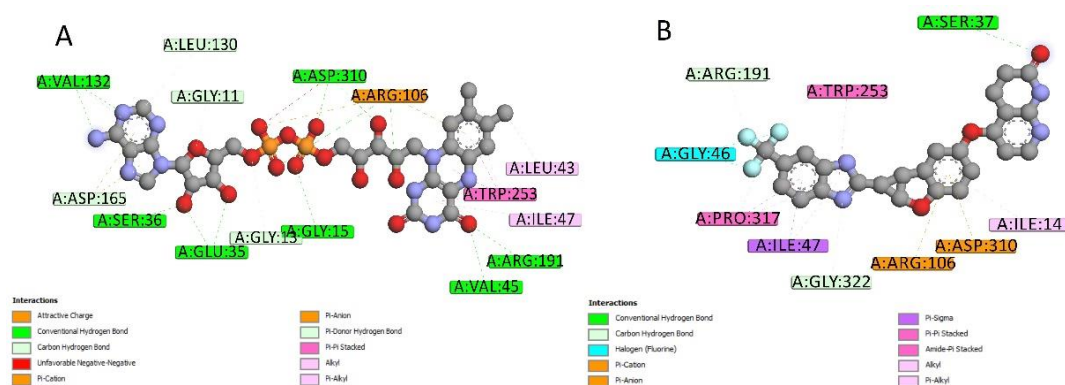 A
A:LEU:130
A:VAL:132
A:ASP:310
A:GLY:11
A:ARG:106
A:LEU:43
A:TRP:253
A:ASP:165
A:ILE:47
A:SER:36
A:GLY:13
A:GLY:15
A:GLU:35
A:ARG:191
A:VAL:45
Interactions
Attractive Charge
Conventional Hydrogen Bond
Carbon Hydrogen Bond
Unfavorable Negative-Negative
Pi-Cation
Pi-Anion
Pi-Donor Hydrogen Bond
Pi-Pi Stacked
Alkyl
Pi-Alkyl
B
A:SER:37
A:ARG:191
A:TRP:253
A:GLY:46
A:PRO:317
A:ILE:14
A:ILE:47
A:ASP:310
A:ARG:106
A:GLY:322
Interactions
Conventional Hydrogen Bond
Carbon Hydrogen Bond
Halogen (Fluorine)
Pi-Cation
Pi-Anion
Pi-Sigma
Pi-Pi Stacked
Amide-Pi Stacked
Alkyl
Pi-Alkyl